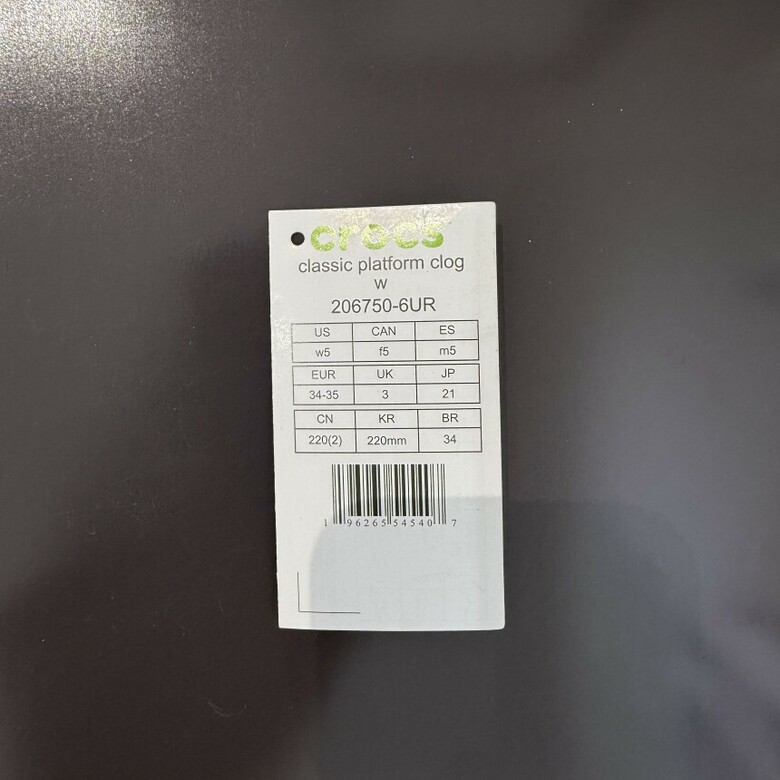 crocs
classic platform clog
w
206750-6UR
US CAN ES
w5 f5 m5
EUR UK JP
34-35 3 21
CN KR BR
220(2) 220mm 34
1 96265 54540 7